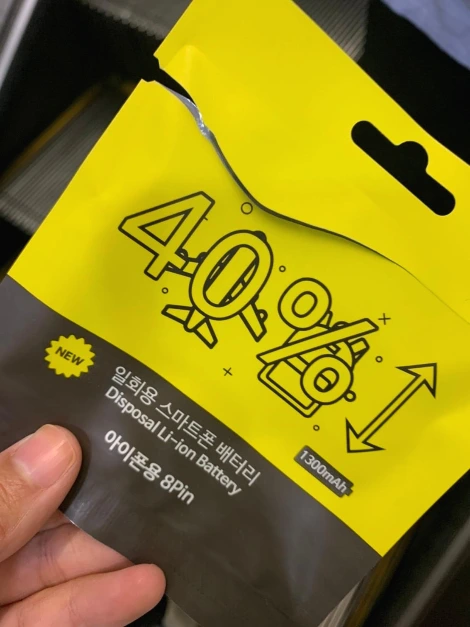 40%
NEW
일회용 스마트폰 배터리
Disposal Li-ion Battery
1300mAh
아이폰용 8Pin